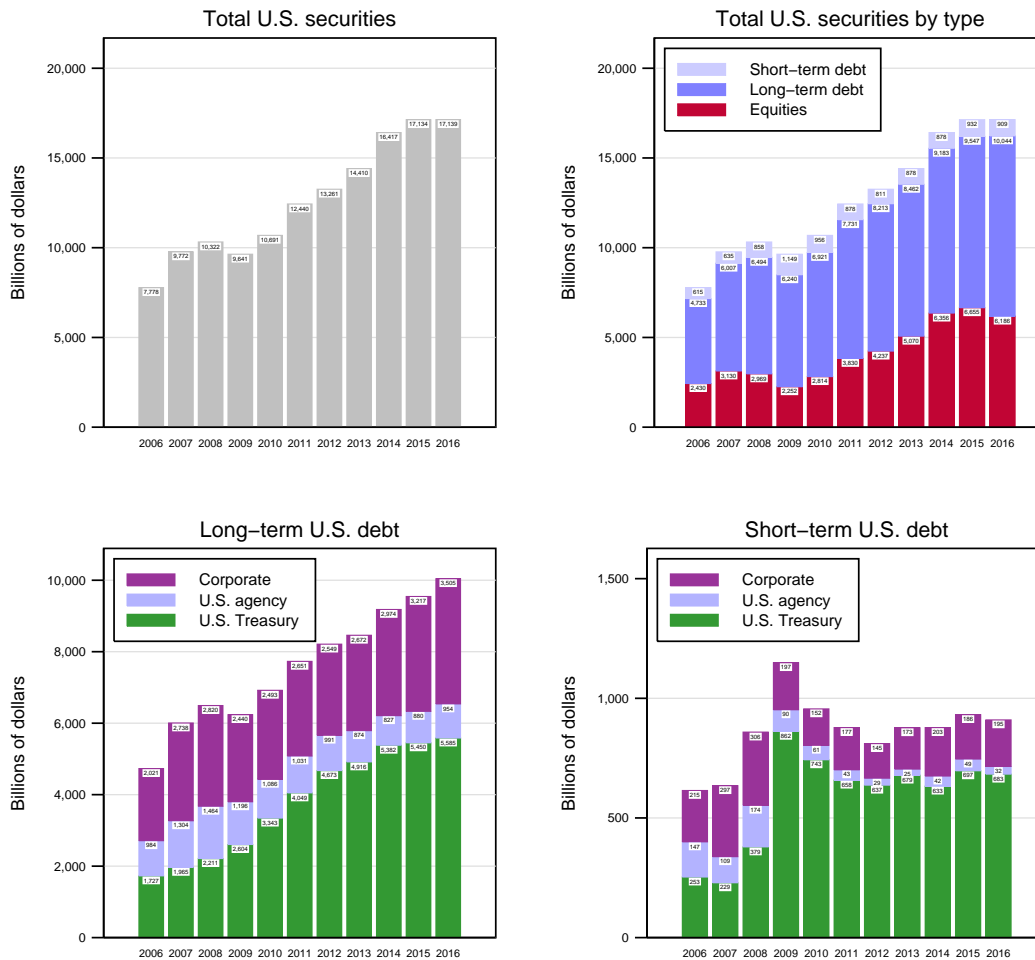 Total U.S. securities
Billions of dollars
20,000
15,000
10,000
5,000
0
7,778
9,772
10,322
9,641
10,691
12,440
13,261
14,410
16,417
17,134
17,139
2006 2007 2008 2009 2010 2011 2012 2013 2014 2015 2016
Total U.S. securities by type
Billions of dollars
20,000
15,000
10,000
5,000
0
Short−term debt
Long−term debt
Equities
615 635 858 1,149 956 878 811 878 878 932 909
4,733 6,007 6,494 6,240 6,921 7,731 8,213 8,462 9,183 9,547 10,044
2,430 3,130 2,969 2,252 2,814 3,830 4,237 5,070 6,356 6,655 6,186
2006 2007 2008 2009 2010 2011 2012 2013 2014 2015 2016
Long−term U.S. debt
Billions of dollars
10,000
8,000
6,000
4,000
2,000
0
Corporate
U.S. agency
U.S. Treasury
2,021 2,738 2,820 2,440 2,493 2,651 2,549 2,672 2,974 3,217 3,505
984 1,304 1,464 1,196 1,086 1,031 991 874 827 880 954
1,727 1,965 2,211 2,604 3,343 4,049 4,673 4,916 5,382 5,450 5,585
2006 2007 2008 2009 2010 2011 2012 2013 2014 2015 2016
Short−term U.S. debt
Billions of dollars
1,500
1,000
500
0
Corporate
U.S. agency
U.S. Treasury
215 297 306 197 152 177 145 173 203 186 195
147 109 174 90 61 43 29 25 42 49 32
253 229 379 862 743 658 637 679 633 697 683
2006 2007 2008 2009 2010 2011 2012 2013 2014 2015 2016